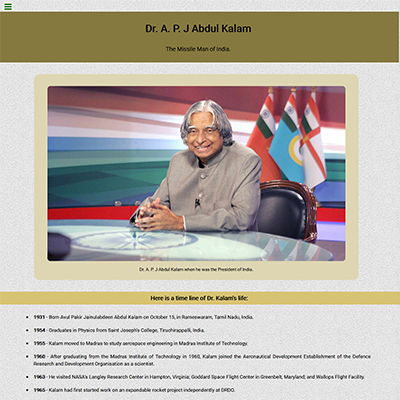 Dr. A. P. J Abdul Kalam
The Missile Man of India.
Dr. A. P. J Abdul Kalam when he was the President of India.
Here is a time line of Dr. Kalam's life:
1931 - Born Avul Pakir Jainulabdeen Abdul Kalam on October 15, in Rameswaram, Tamil Nadu, India.
1954 - Graduates in Physics from Saint Joseph's College, Tiruchirappalli, India.
1955 - Kalam moved to Madras to study aerospace engineering in Madras Institute of Technology.
1960 - After graduating from the Madras Institute of Technology in 1960, Kalam joined the Aeronautical Development Establishment of the Defence
Research and Development Organisation as a scientist.
1963 - He visited NASA's Langley Research Center in Hampton, Virginia; Goddard Space Flight Center in Greenbelt, Maryland; and Wallops Flight Facility.
1965 - Kalam had first started work on an expandable rocket project independently at DRDO.